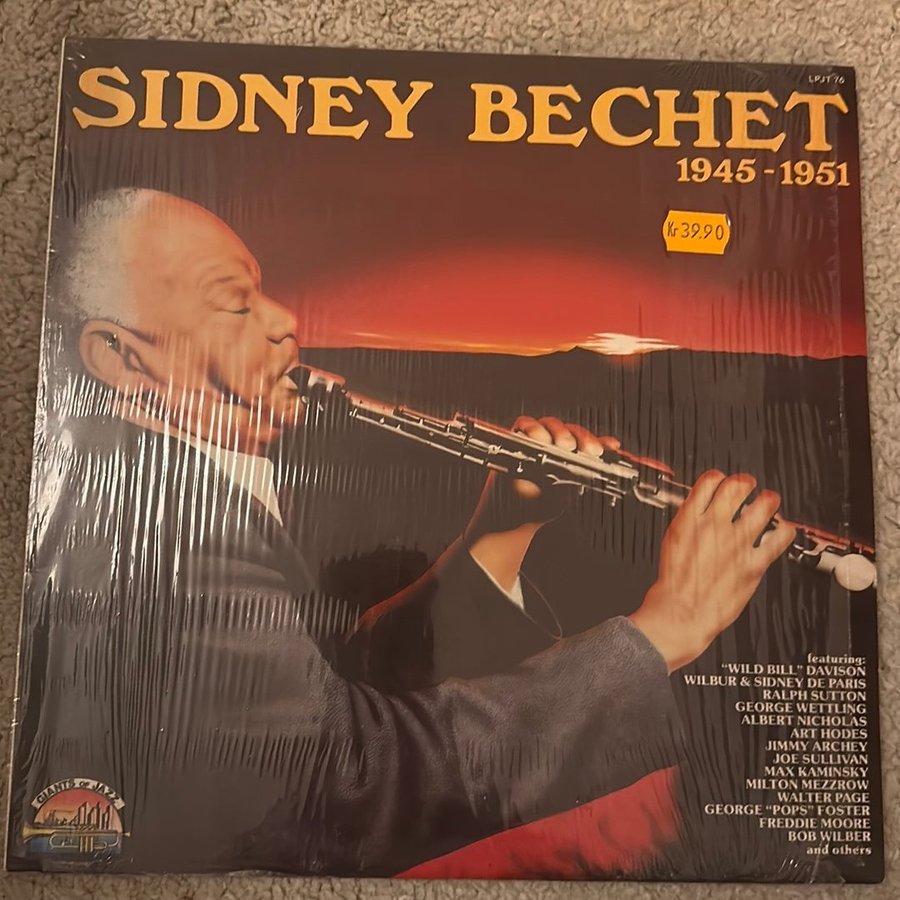 LPJT 76
SIDNEY BECHET
1945-1951
Kr 39.90
featuring:
"WILD BILL" DAVISON
WILBUR & SIDNEY DE PARIS
RALPH SUTTON
GEORGE WETTLING
ALBERT NICHOLAS
ART HODES
JIMMY ARCHEY
JOE SULLIVAN
MAX KAMINSKY
MILTON MEZZROW
WALTER PAGE
GEORGE "POPS" FOSTER
FREDDIE MOORE
BOB WILBER
and others
GIANTS OF JAZZ